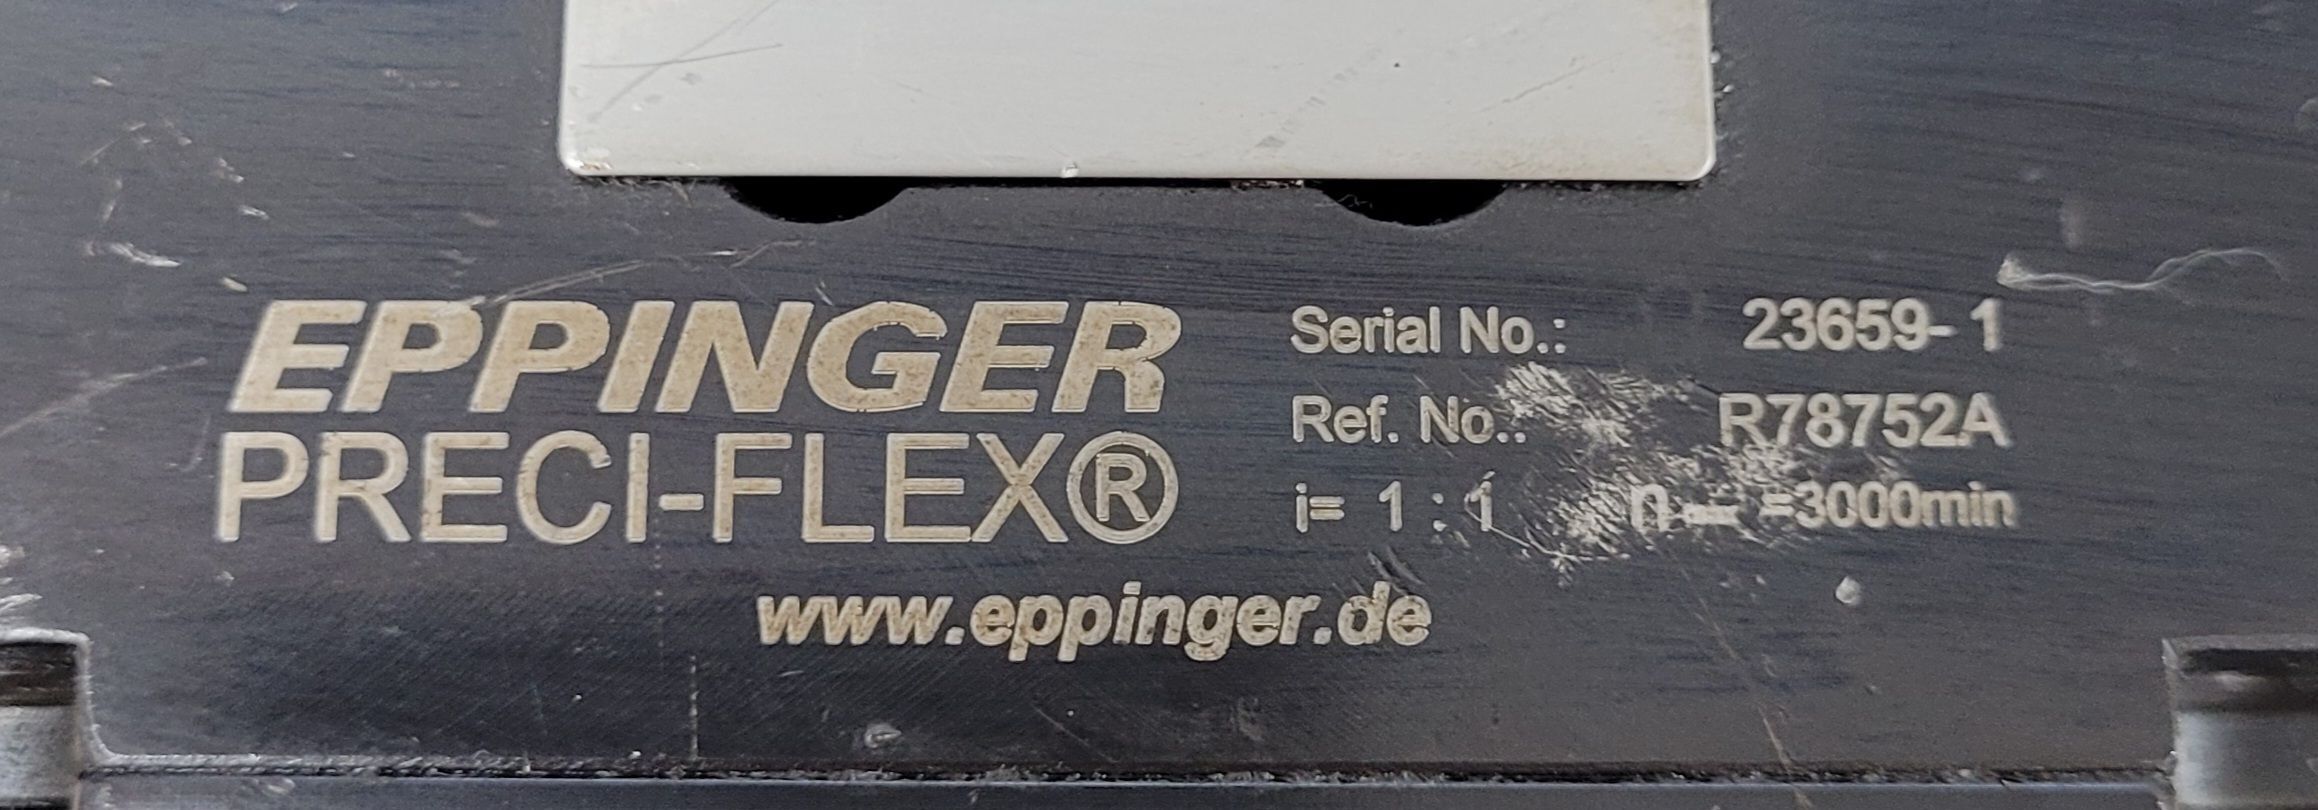 EPPINGER
PRECI-FLEX®
Serial No.: 23659-1
Ref. No.: R78752A
i= 1 : 1 n =3000min
www.eppinger.de